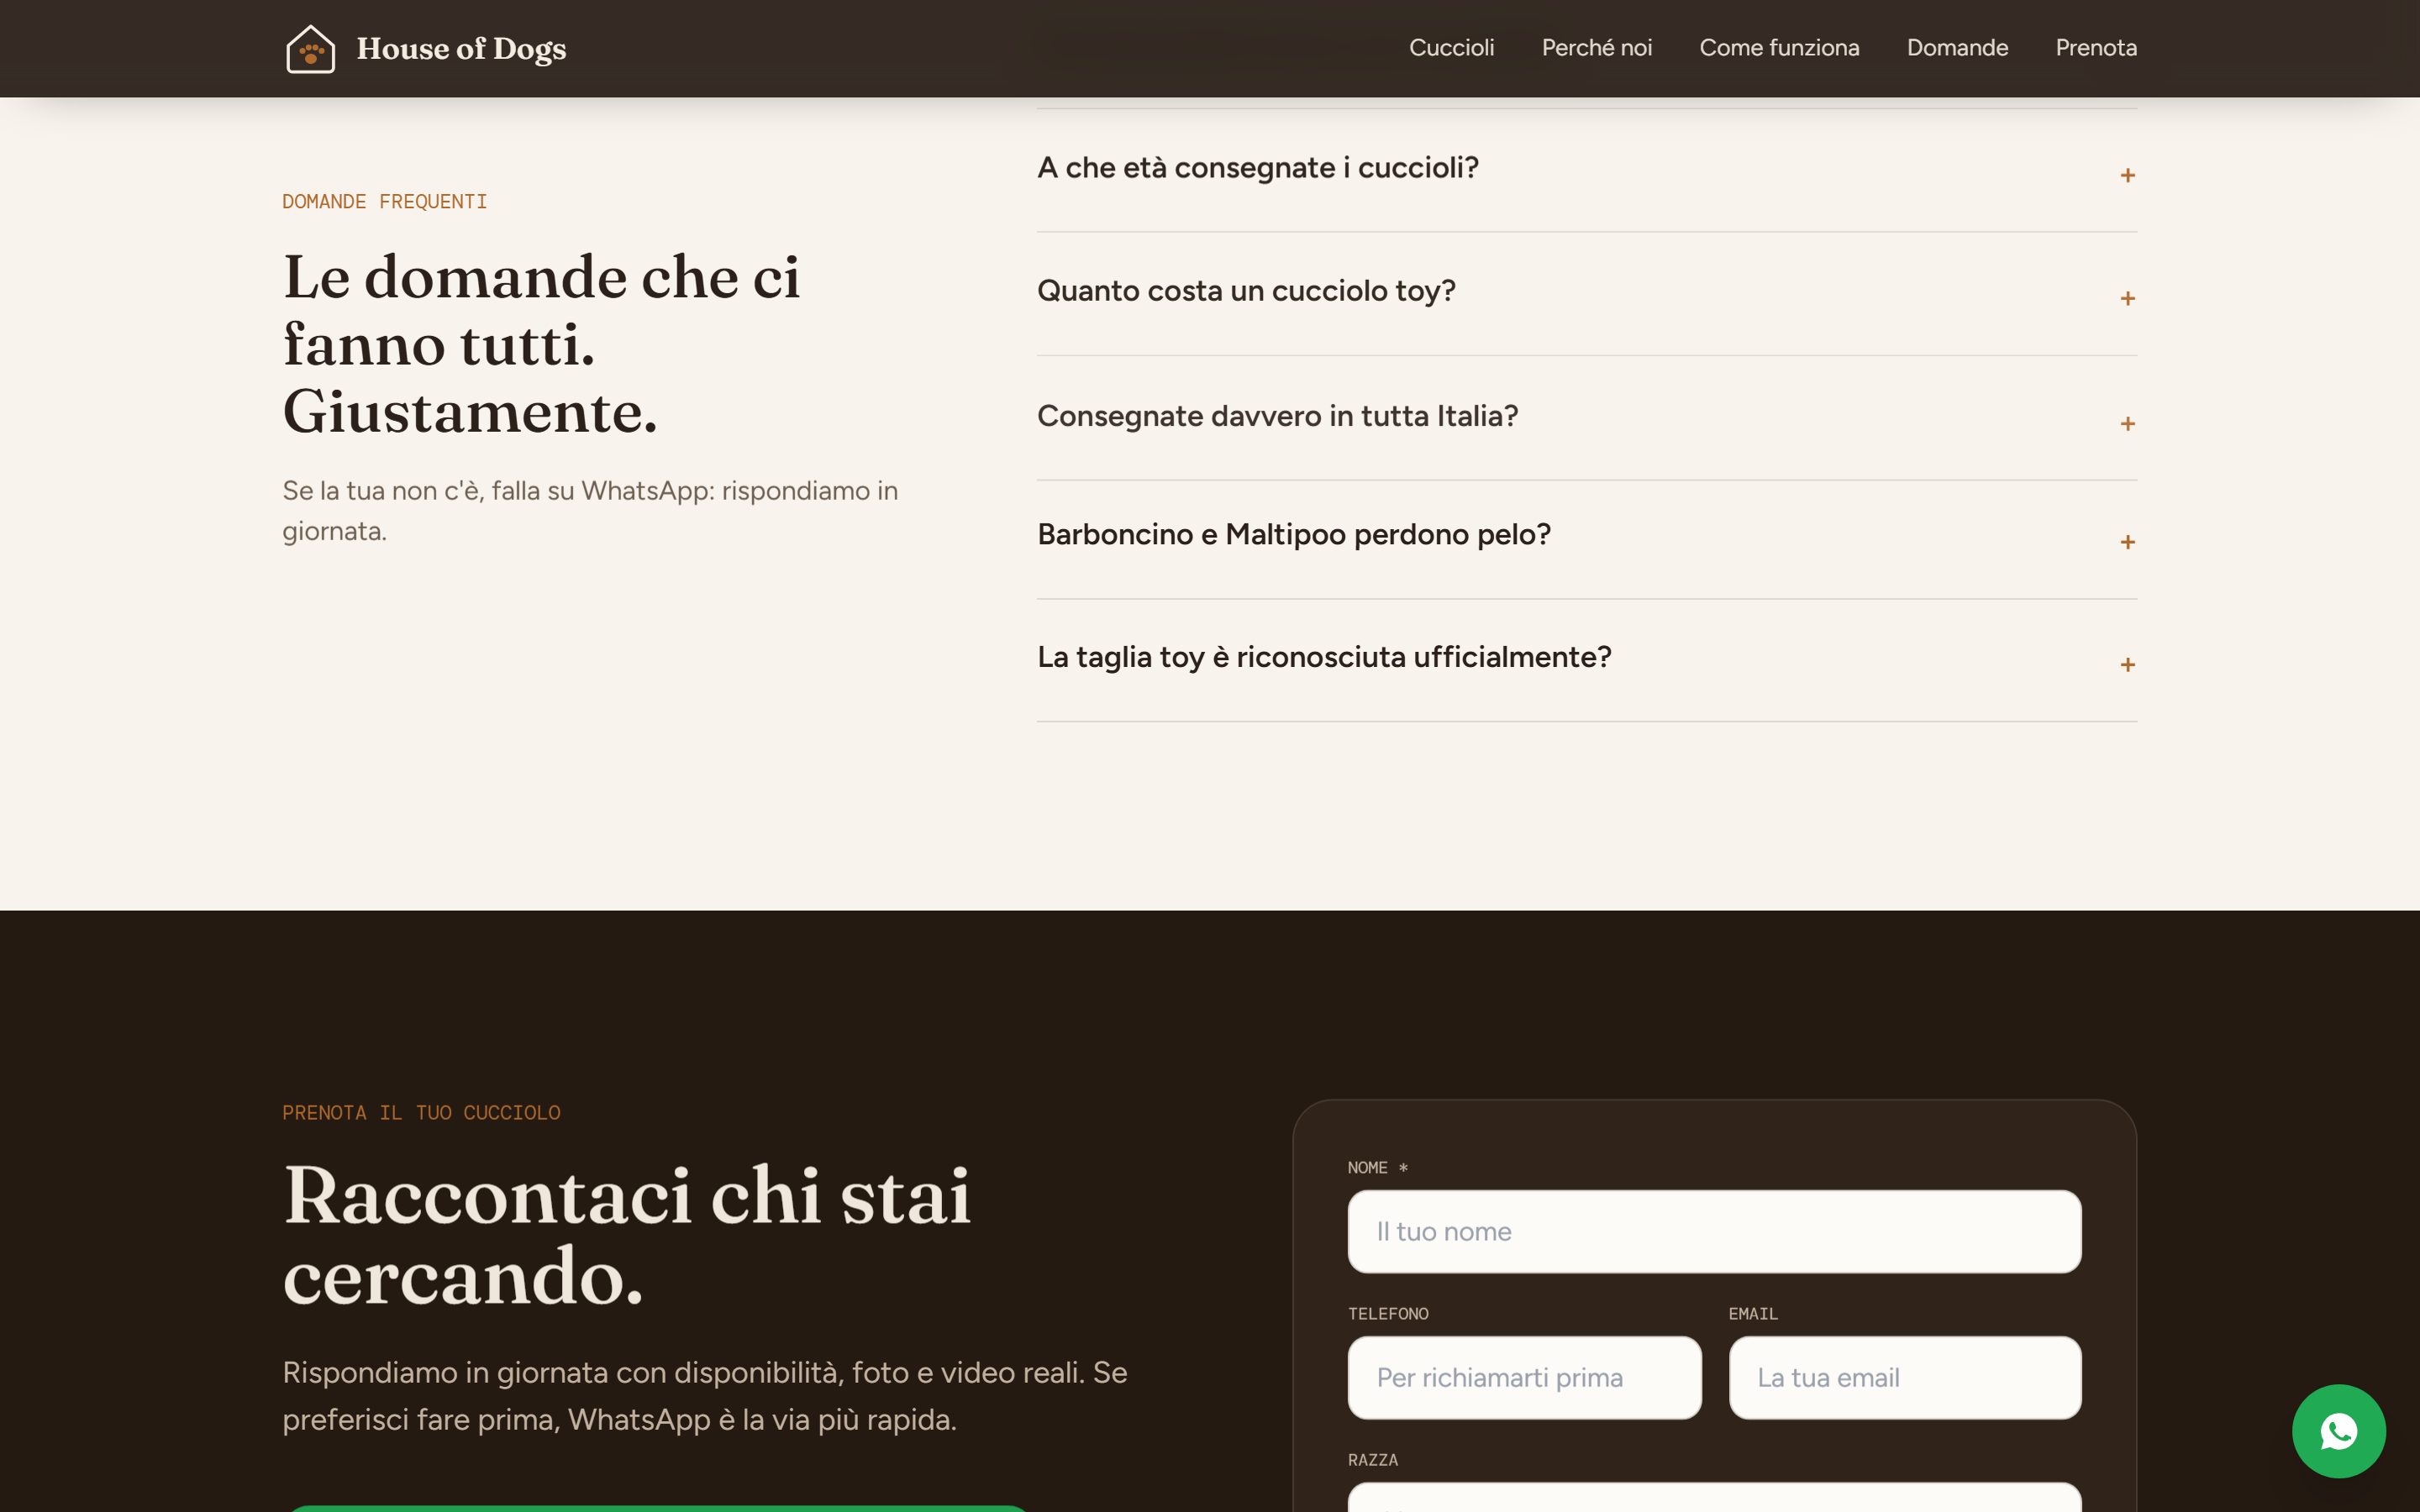 House of Dogs
Cuccioli
Perché noi
Come funziona
Domande
Prenota
DOMANDE FREQUENTI
Le domande che ci
fanno tutti.
Giustamente.
Se la tua non c'è, falla su WhatsApp: rispondiamo in
giornata.
A che età consegnate i cuccioli?
+
Quanto costa un cucciolo toy?
+
Consegnate davvero in tutta Italia?
+
Barboncino e Maltipoo perdono pelo?
+
La taglia toy è riconosciuta ufficialmente?
+
PRENOTA IL TUO CUCCIOLO
Raccontaci chi stai
cercando.
Rispondiamo in giornata con disponibilità, foto e video reali. Se
preferisci fare prima, WhatsApp è la via più rapida.
NOME *
Il tuo nome
TELEFONO
Per richiamarti prima
EMAIL
La tua email
RAZZA